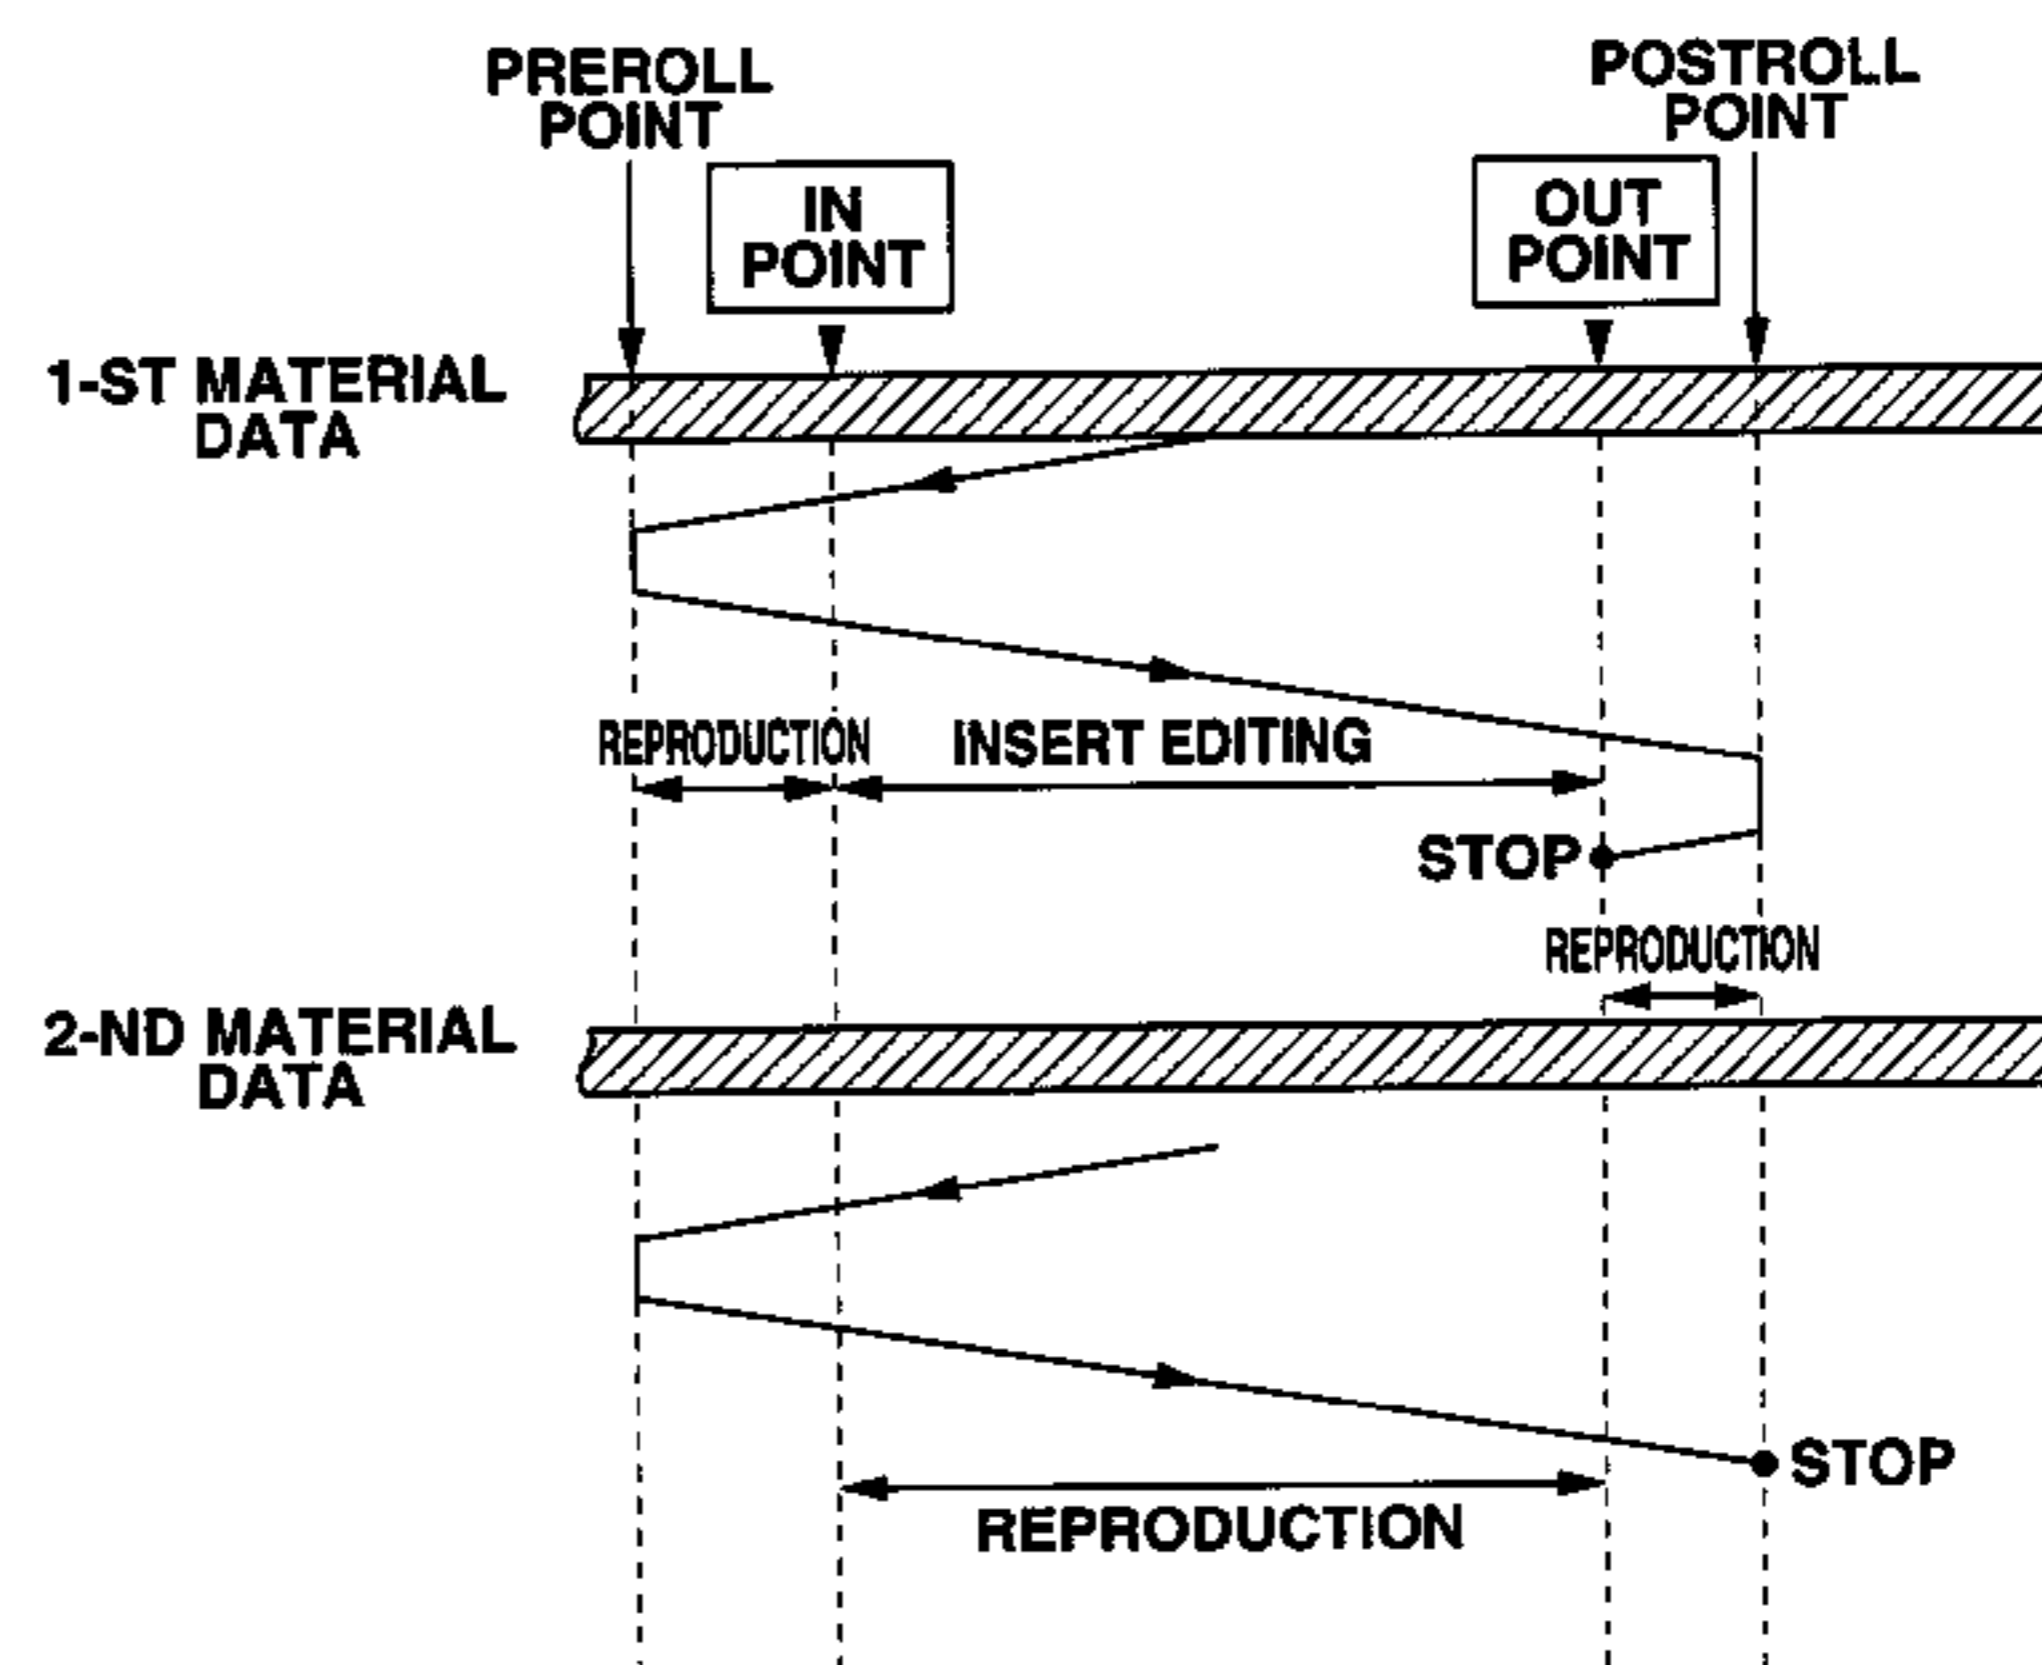 PREROLL
POINT
POSTROLL
POINT
IN
POINT
OUT
POINT
1-ST MATERIAL
DATA
REPRODUCTION
INSERT EDITING
STOP
REPRODUCTION
2-ND MATERIAL
DATA
STOP
REPRODUCTION